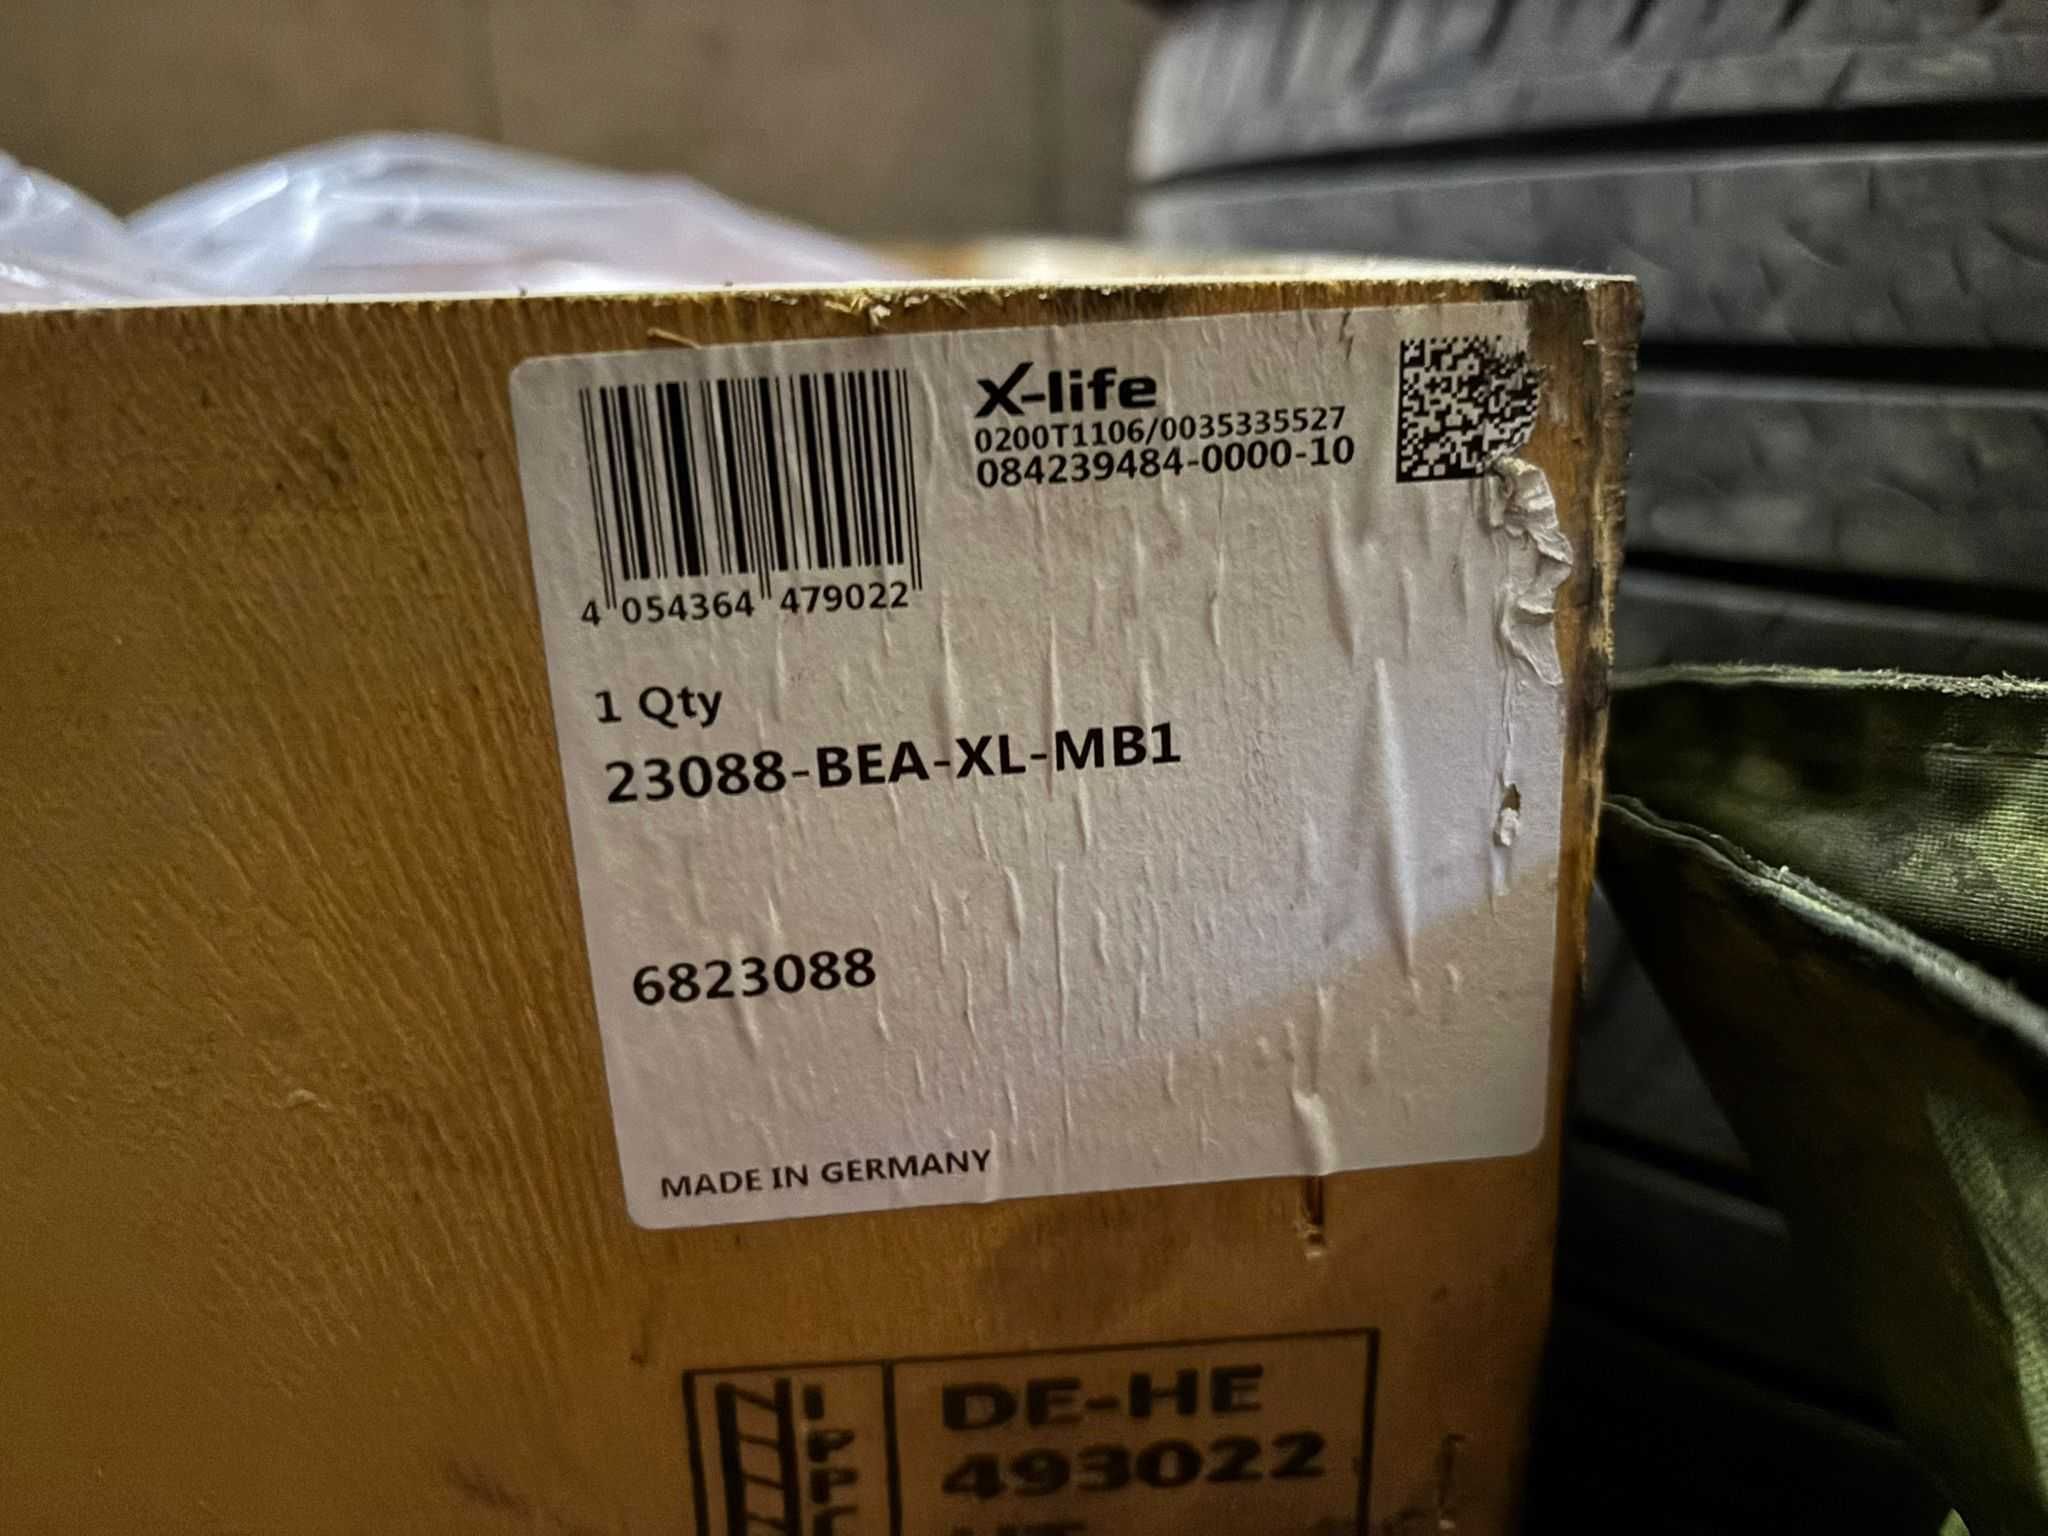 X-life
0200T1106/0035335527
084239484-0000-10
4 054364 479022
1 Qty
23088-BEA-XL-MB1
6823088
MADE IN GERMANY
IPPC
DE-HE
493022